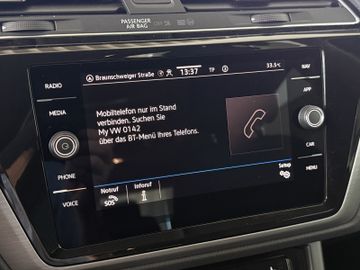 PASSENGER
AIR BAG
RADIO
Braunschweiger Straße
13:37
TP
33.5°C
NAV
MEDIA
Mobiltelefon nur im Stand
verbinden. Suchen Sie
My VW 0142
über das BT-Menü Ihres Telefons.
APP
PHONE
CAR
VOICE
Notruf
Inforuf
Setup
MENU
SOS
i